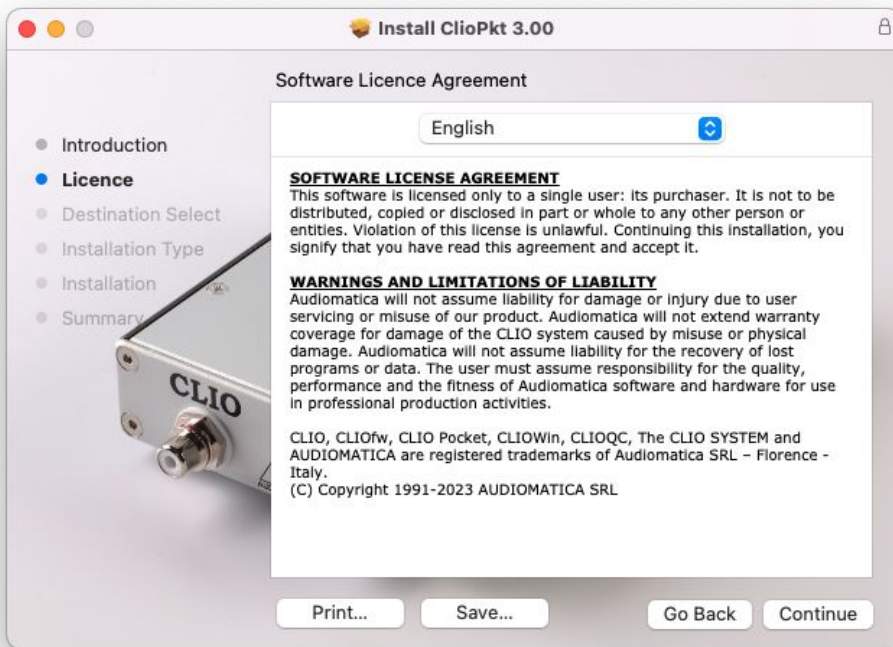 Install ClioPkt 3.00
Software Licence Agreement
Introduction
Licence
Destination Select
Installation Type
Installation
Summary
English
SOFTWARE LICENSE AGREEMENT
This software is licensed only to a single user: its purchaser. It is not to be
distributed, copied or disclosed in part or whole to any other person or
entities. Violation of this license is unlawful. Continuing this installation, you
signify that you have read this agreement and accept it.
WARNINGS AND LIMITATIONS OF LIABILITY
Audiomatica will not assume liability for damage or injury due to user
servicing or misuse of our product. Audiomatica will not extend warranty
coverage for damage of the CLIO system caused by misuse or physical
damage. Audiomatica will not assume liability for the recovery of lost
programs or data. The user must assume responsibility for the quality,
performance and the fitness of Audiomatica software and hardware for use
in professional production activities.
CLIO, CLIOfw, CLIO Pocket, CLIOWin, CLIOQC, The CLIO SYSTEM and
AUDIOMATICA are registered trademarks of Audiomatica SRL – Florence -
Italy.
(C) Copyright 1991-2023 AUDIOMATICA SRL
CLIO
Print...
Save...
Go Back
Continue